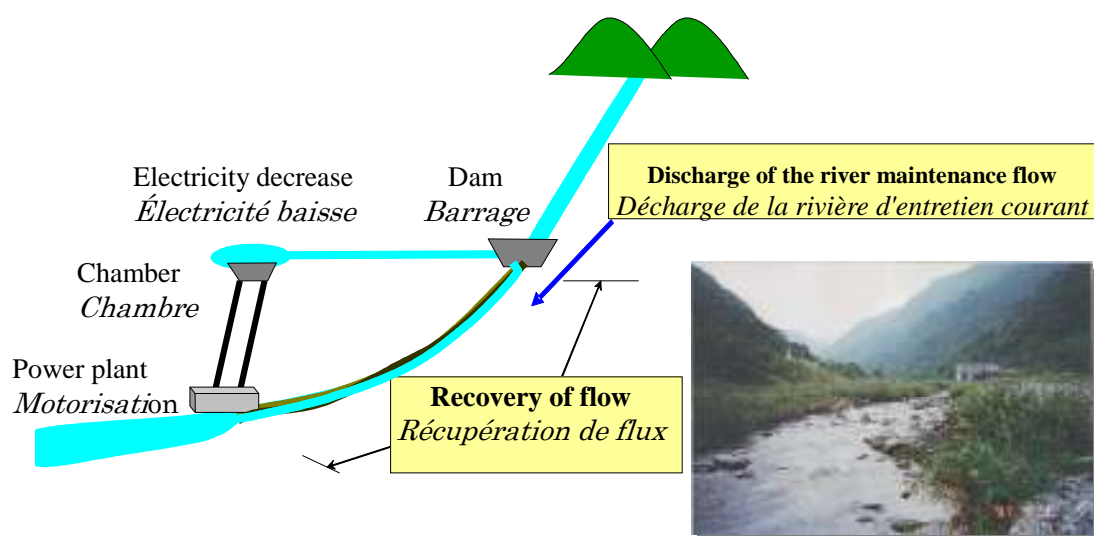 Electricity decrease
Électricité baisse
Dam
Barrage
Discharge of the river maintenance flow
Décharge de la rivière d'entretien courant
Chamber
Chambre
Power plant
Motorisation
Recovery of flow
Récupération de flux